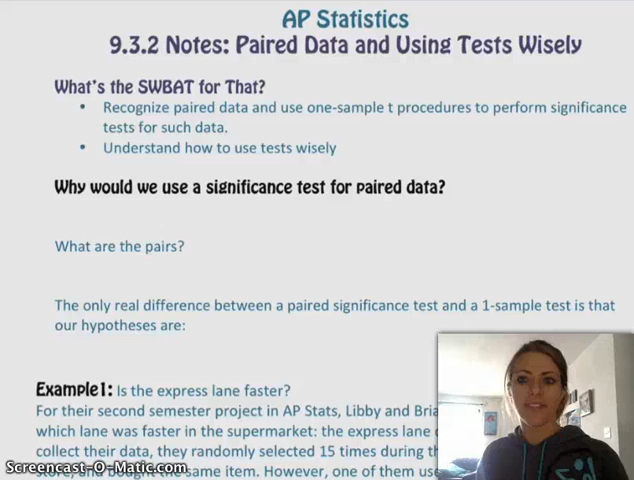 AP Statistics
9.3.2 Notes: Paired Data and Using Tests Wisely
What's the SWBAT for That?
• Recognize paired data and use one-sample t procedures to perform significance
tests for such data.
• Understand how to use tests wisely
Why would we use a significance test for paired data?
What are the pairs?
The only real difference between a paired significance test and a 1-sample test is that
our hypotheses are:
Example1: Is the express lane faster?
For their second semester project in AP Stats, Libby and
which lane was faster in the supermarket: the express lane
collect their data, they randomly selected 15 times during
store, and bought the same item. However, one of them
Screencast-O-Matic.com